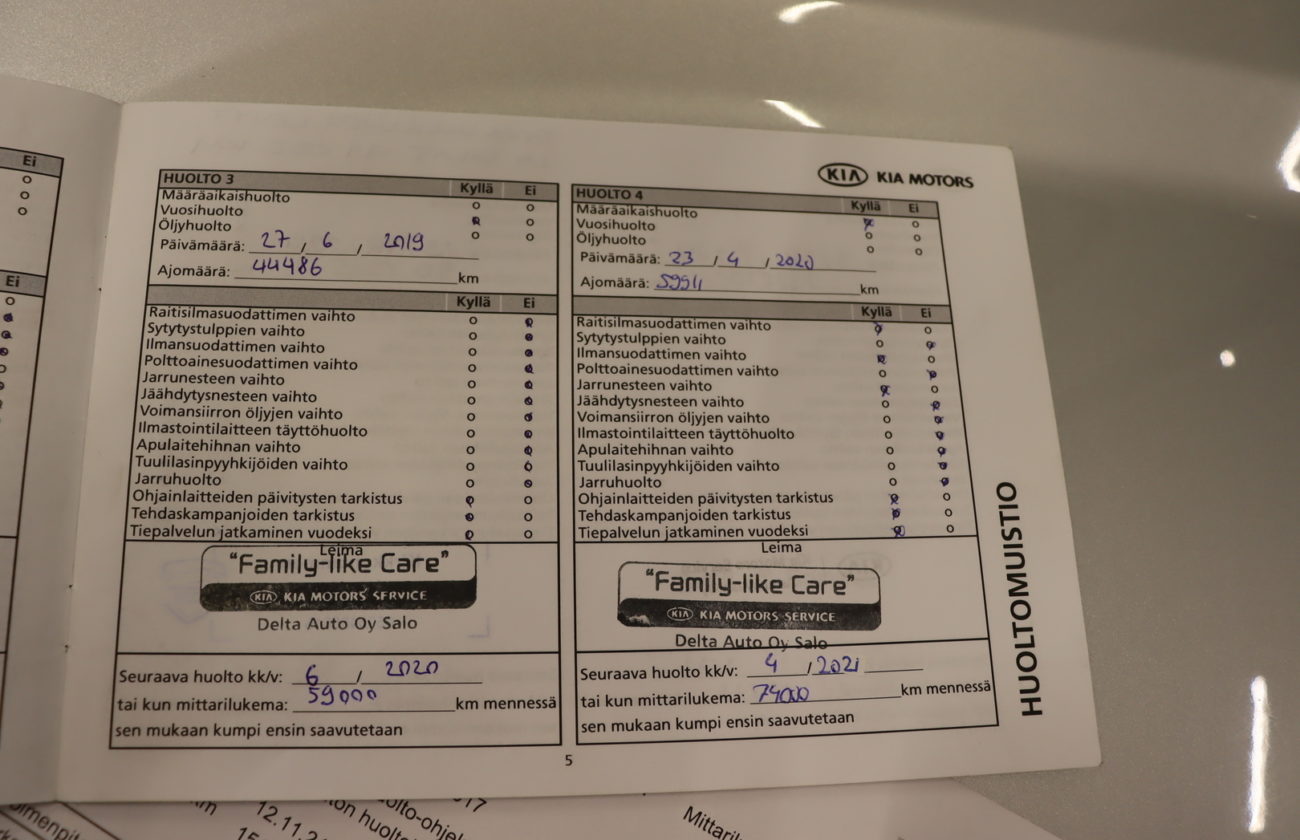 Ei
Ei
KIA KIA MOTORS
HUOLTO 3 Kyllä Ei
Määräaikaishuolto
Vuosihuolto
Öljyhuolto
Päivämäärä: 27 / 6 / 2019
Ajomäärä: 44486 km
Kyllä Ei
Raitisilmasuodattimen vaihto
Sytytystulppien vaihto
Ilmansuodattimen vaihto
Polttoainesuodattimen vaihto
Jarrunesteen vaihto
Jäähdytysnesteen vaihto
Voimansiirron öljyjen vaihto
Ilmastointilaitteen täyttöhuolto
Apulaitehihnan vaihto
Tuulilasinpyyhkijöiden vaihto
Jarruhuolto
Ohjainlaitteiden päivitysten tarkistus
Tehdaskampanjoiden tarkistus
Tiepalvelun jatkaminen vuodeksi
Leima
"Family-like Care"
KIA KIA MOTORS SERVICE
Delta Auto Oy Salo
Seuraava huolto kk/v: 6 / 2020
tai kun mittarilukema: 59000 km mennessä
sen mukaan kumpi ensin saavutetaan
HUOLTO 4 Kyllä Ei
Määräaikaishuolto
Vuosihuolto
Öljyhuolto
Päivämäärä: 23 / 4 / 2020
Ajomäärä: km
Kyllä Ei
Raitisilmasuodattimen vaihto
Sytytystulppien vaihto
Ilmansuodattimen vaihto
Polttoainesuodattimen vaihto
Jarrunesteen vaihto
Jäähdytysnesteen vaihto
Voimansiirron öljyjen vaihto
Ilmastointilaitteen täyttöhuolto
Apulaitehihnan vaihto
Tuulilasinpyyhkijöiden vaihto
Jarruhuolto
Ohjainlaitteiden päivitysten tarkistus
Tehdaskampanjoiden tarkistus
Tiepalvelun jatkaminen vuodeksi
Leima
"Family-like Care"
KIA KIA MOTORS SERVICE
Delta Auto Oy Salo
Seuraava huolto kk/v: 4 / 2021
tai kun mittarilukema: 74000 km mennessä
sen mukaan kumpi ensin saavutetaan
HUOLTOMUISTIO
5